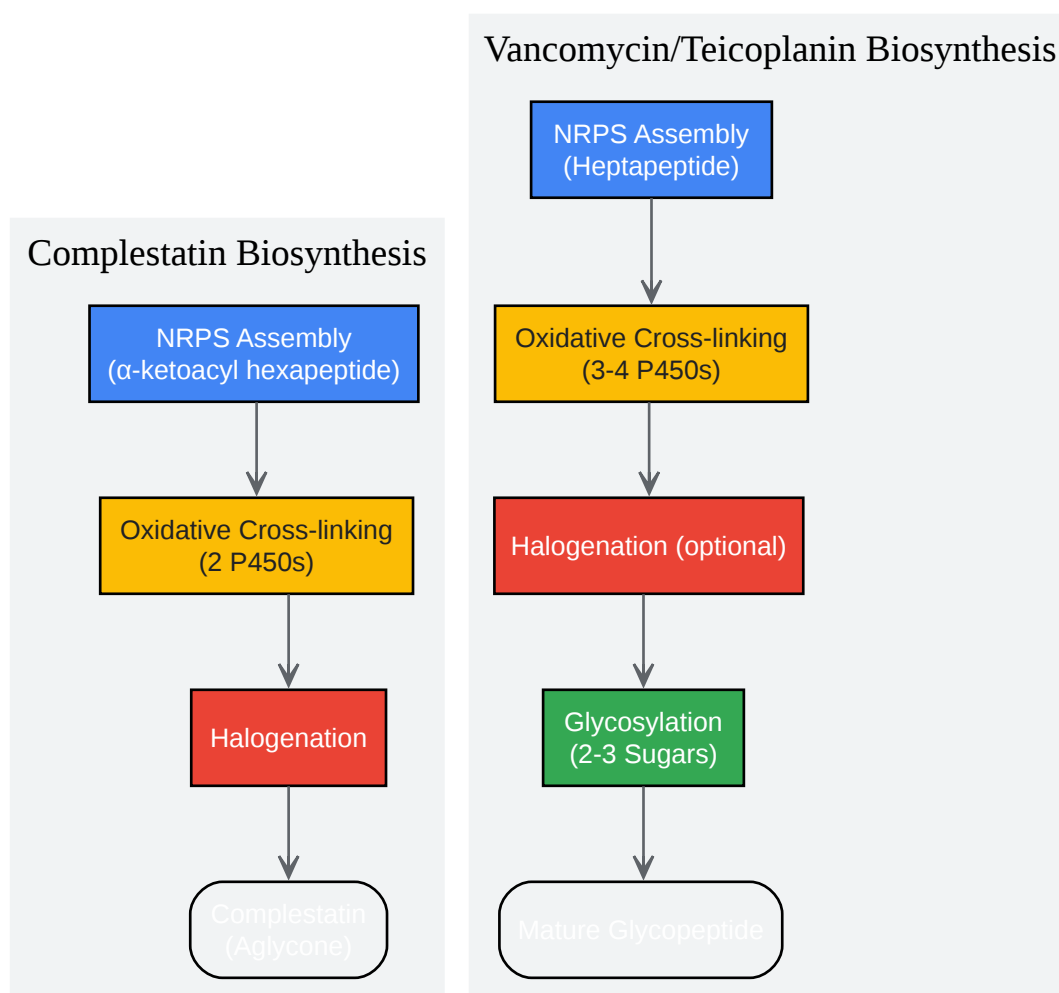 Complestatin Biosynthesis
NRPS Assembly
(α-ketoacyl hexapeptide)
Oxidative Cross-linking
(2 P450s)
Halogenation
Complestatin
(Aglycone)
Vancomycin/Teicoplanin Biosynthesis
NRPS Assembly
(Heptapeptide)
Oxidative Cross-linking
(3-4 P450s)
Halogenation (optional)
Glycosylation
(2-3 Sugars)
Mature Glycopeptide